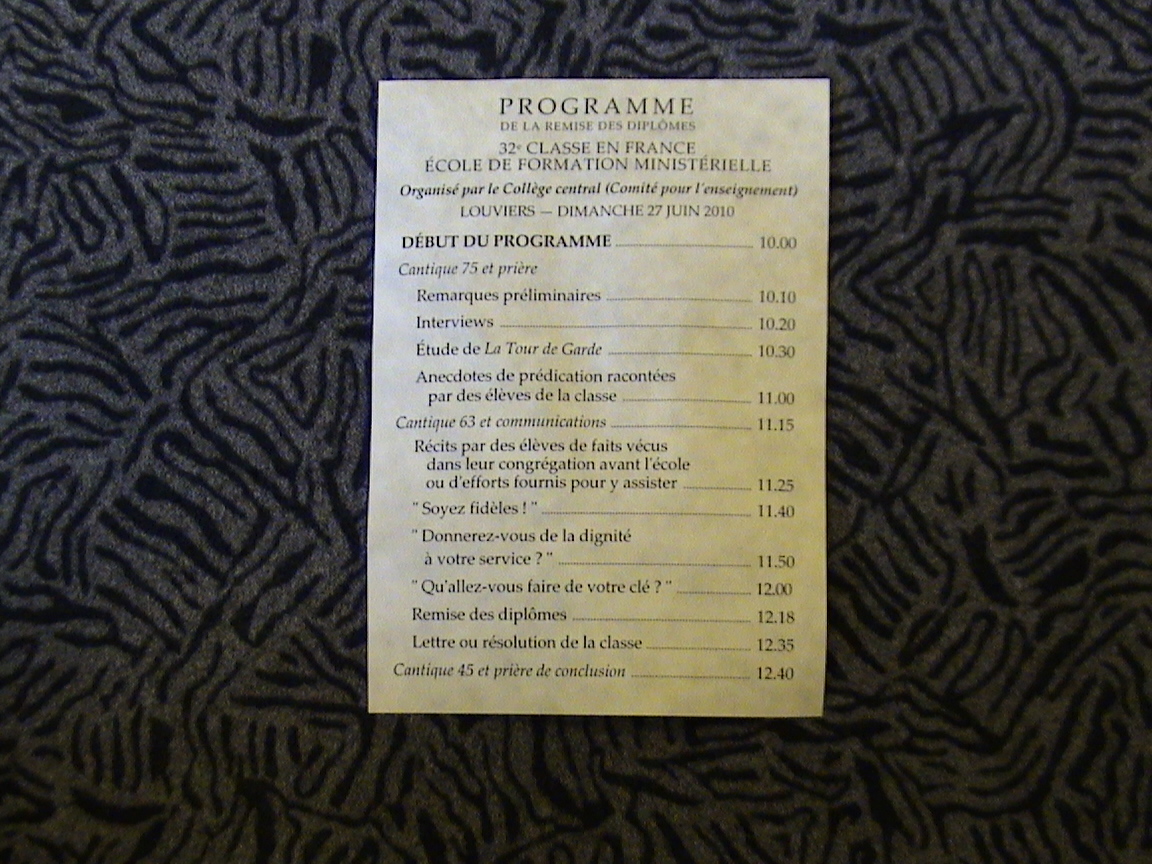 PROGRAMME
DE LA REMISE DES DIPLÔMES
32e CLASSE EN FRANCE
ÉCOLE DE FORMATION MINISTÉRIELLE
Organisé par le Collège central (Comité pour l'enseignement)
LOUVIERS — DIMANCHE 27 JUIN 2010
DÉBUT DU PROGRAMME 10.00
Cantique 75 et prière
Remarques préliminaires 10.10
Interviews 10.20
Étude de La Tour de Garde 10.30
Anecdotes de prédication racontées
par des élèves de la classe 11.00
Cantique 63 et communications 11.15
Récits par des élèves de faits vécus
dans leur congrégation avant l'école
ou d'efforts fournis pour y assister 11.25
" Soyez fidèles ! " 11.40
" Donnerez-vous de la dignité
à votre service ? " 11.50
" Qu'allez-vous faire de votre clé ? " 12.00
Remise des diplômes 12.18
Lettre ou résolution de la classe 12.35
Cantique 45 et prière de conclusion 12.40